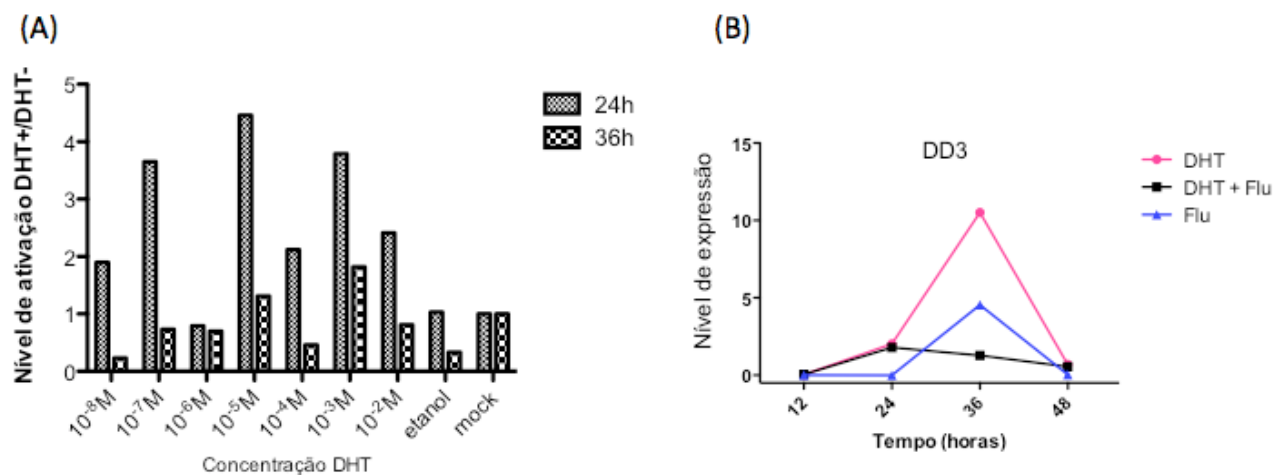 (A)
Nível de ativação DHT+/DHT-
5
4
3
2
1
0
10⁻⁸M
10⁻⁷M
10⁻⁶M
10⁻⁵M
10⁻⁴M
10⁻³M
10⁻²M
etanol
mock
Concentração DHT
24h
36h
(B)
DD3
Nível de expressão
15
10
5
0
12
24
36
48
Tempo (horas)
DHT
DHT + Flu
Flu